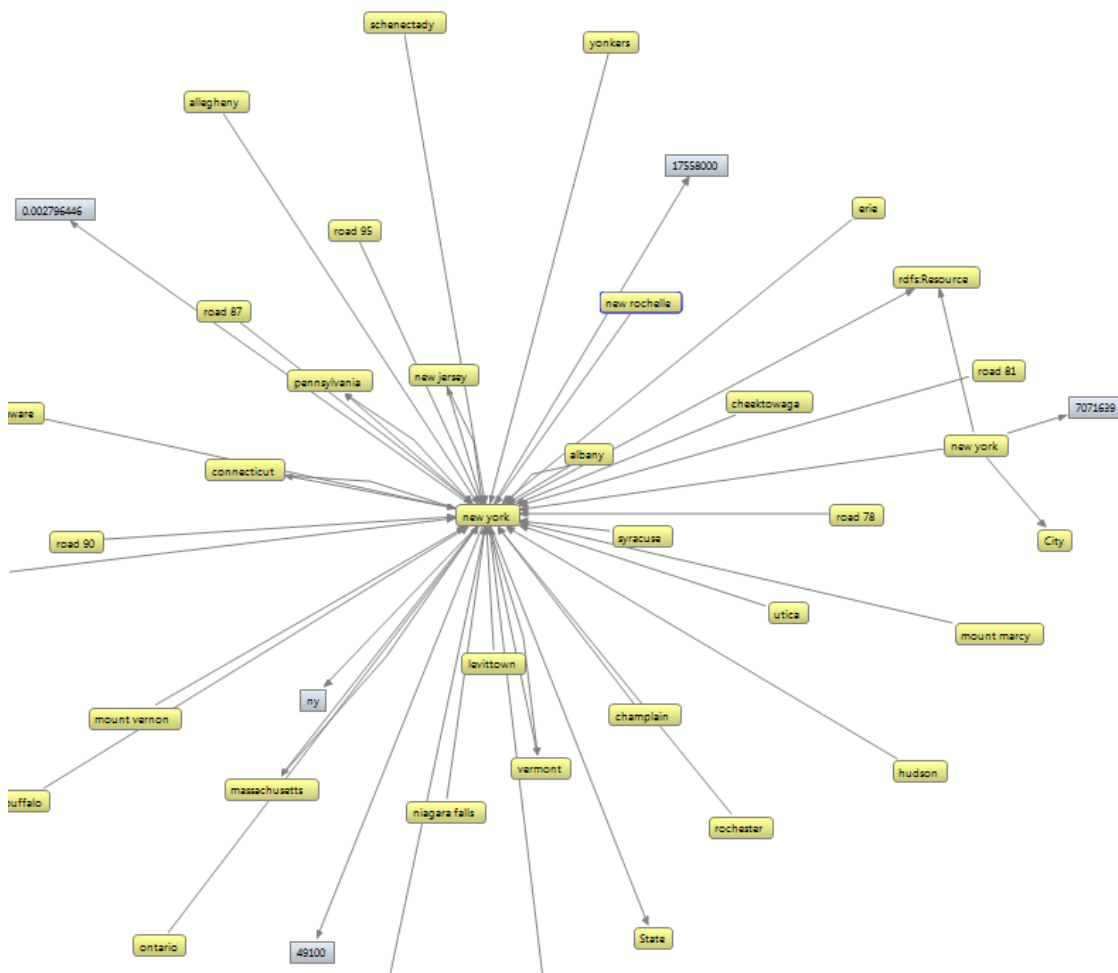 schenectady
yonkers
allegheny
17558000
0.002796446
erie
road 95
rdfs:Resource
new rochelle
road 87
road 81
new jersey
pennsylvania
cheektowaga
7071639
ware
new york
albany
connecticut
new york
road 78
syracuse
City
road 90
utica
mount marcy
levittown
ny
mount vernon
champlain
vermont
hudson
massachusetts
buffalo
niagara falls
rochester
State
ontario
49100